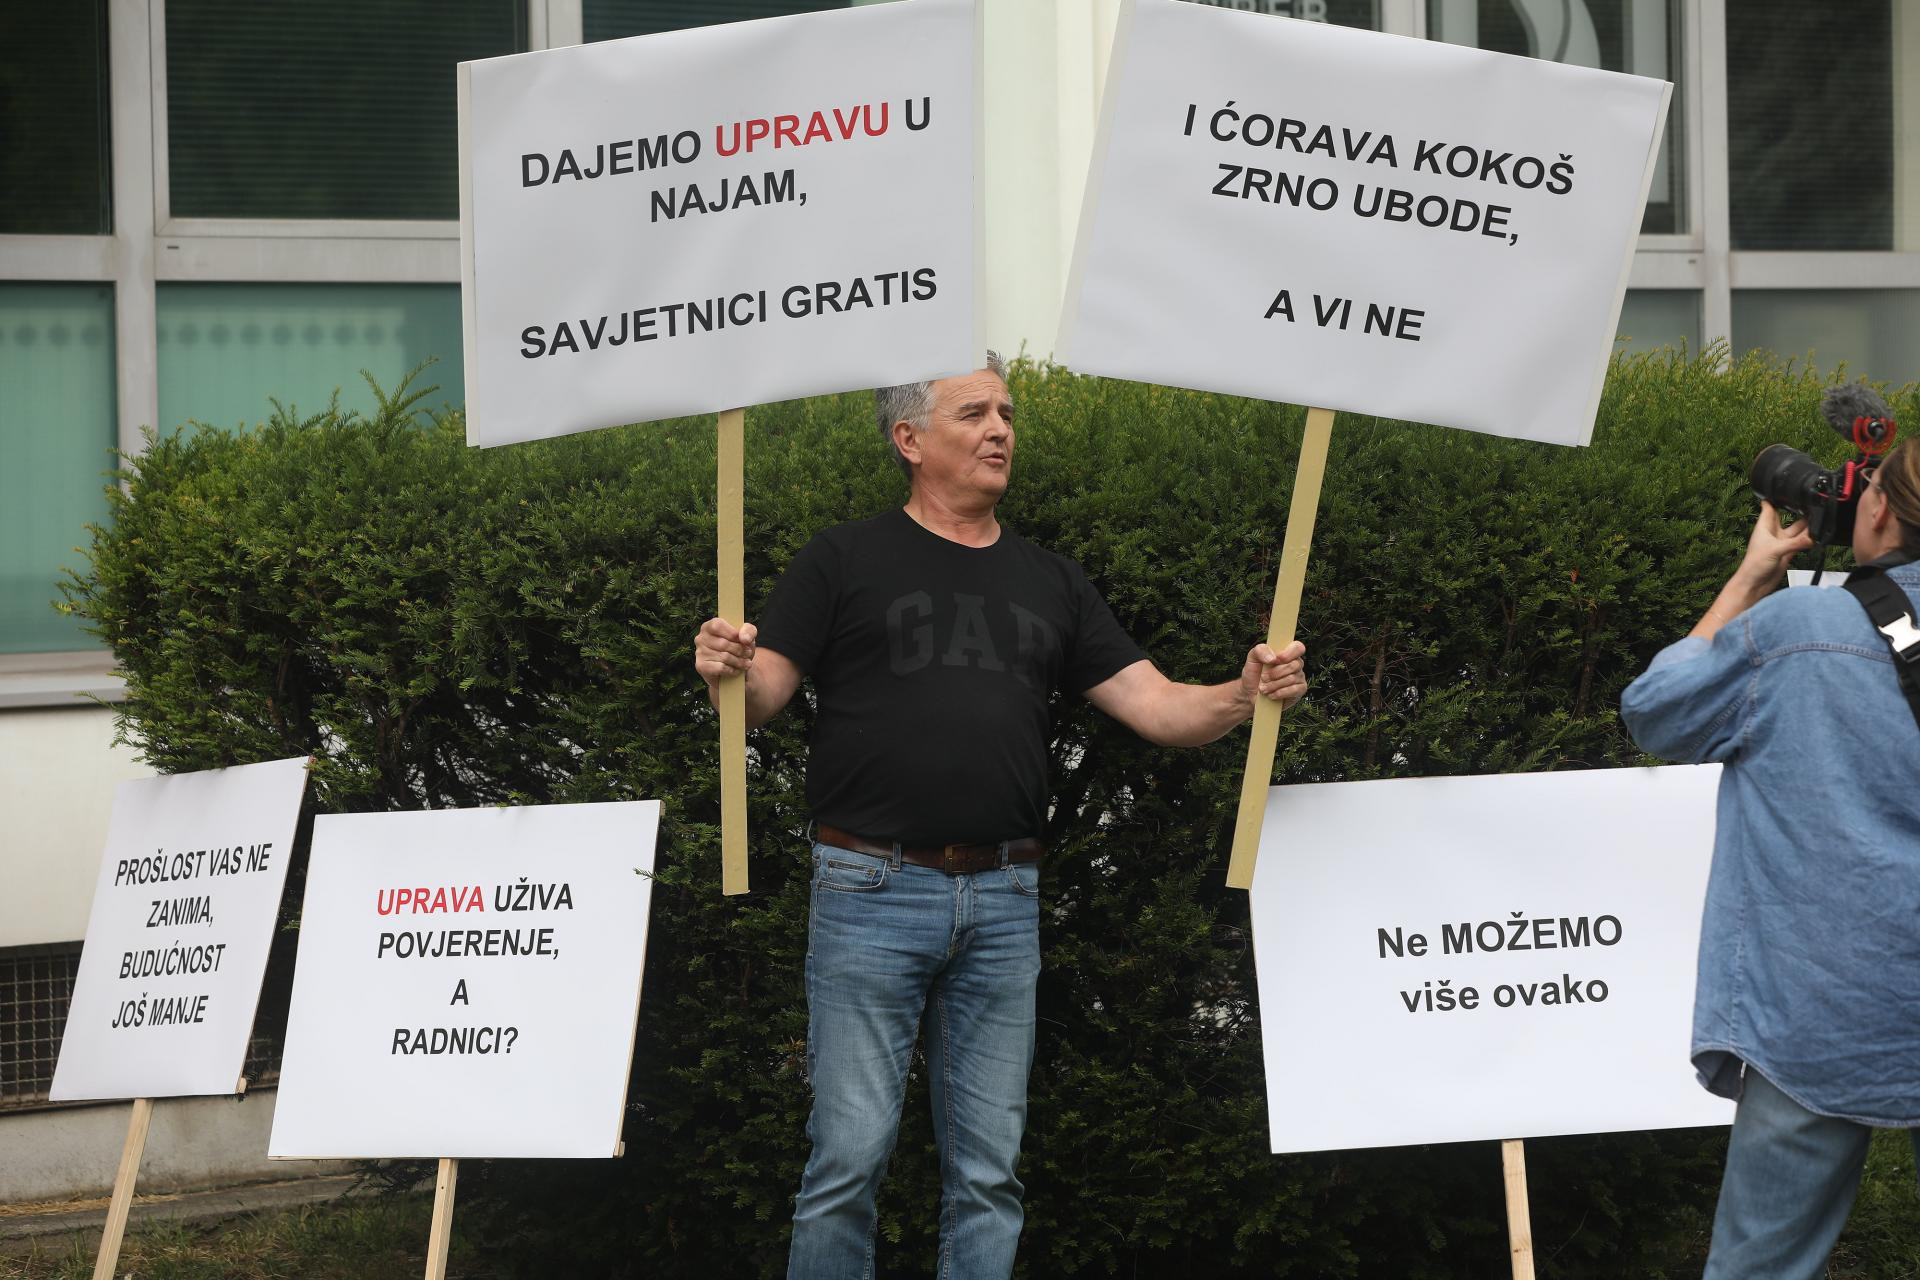 DAJEMO UPRAVU U
NAJAM,
SAVJETNICI GRATIS
I ĆORAVA KOKOŠ
ZRNO UBODE,
A VI NE
GAP
PROŠLOST VAS NE
ZANIMA,
BUDUĆNOST
JOŠ MANJE
UPRAVA UŽIVA
POVJERENJE,
A
RADNICI?
Ne MOŽEMO
više ovako